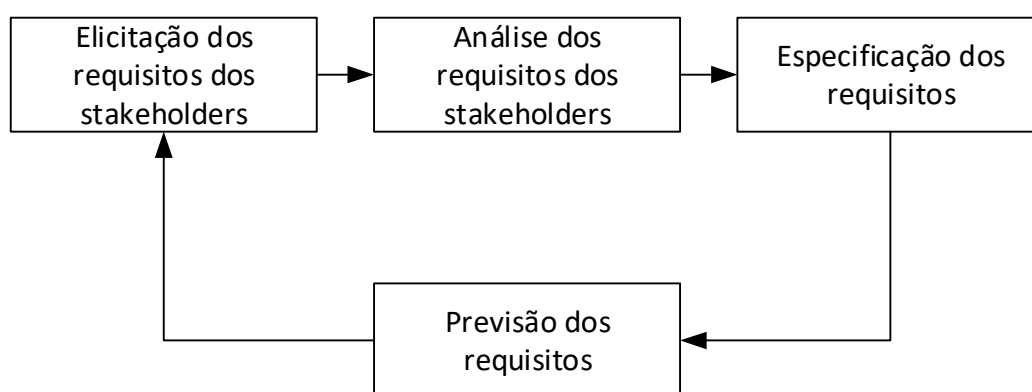 Elicitação dos
requisitos dos
stakeholders
Análise dos
requisitos dos
stakeholders
Especificação dos
requisitos
Previsão dos
requisitos